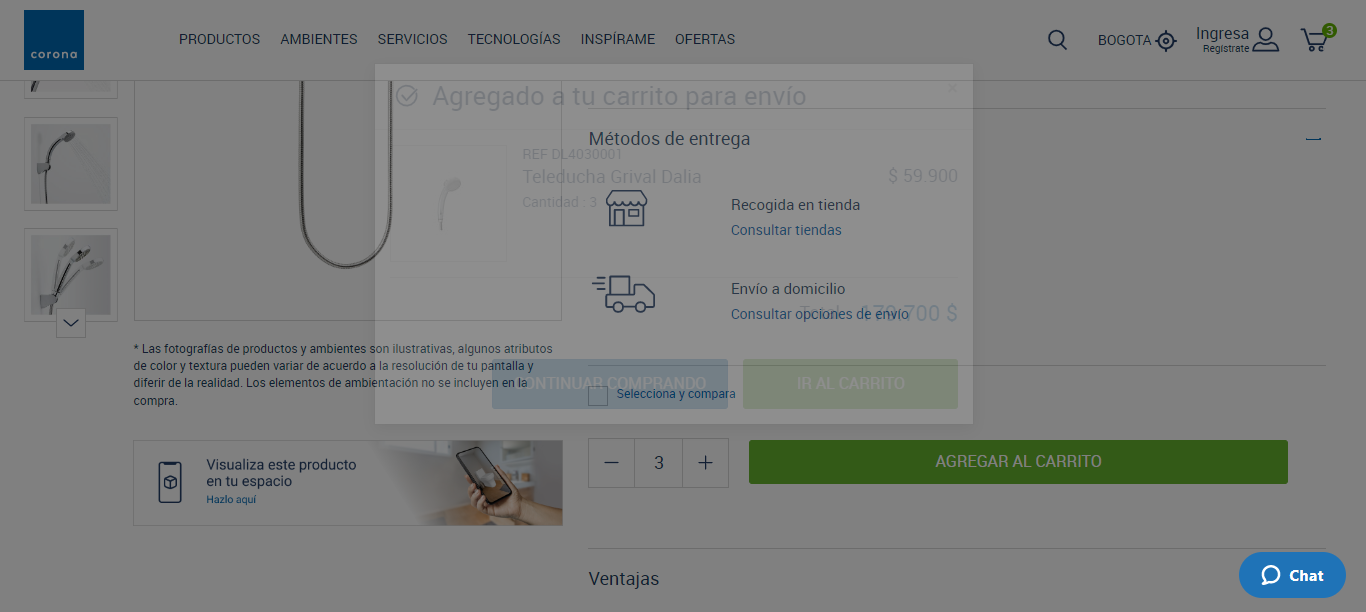 corona
PRODUCTOS AMBIENTES SERVICIOS TECNOLOGÍAS INSPÍRAME OFERTAS
BOGOTA
Ingresa
Regístrate
3
Agregado a tu carrito para envío
Métodos de entrega
REF DL4030001
Teleducha Grival Dalia
$ 59.900
Cantidad : 3
Recogida en tienda
Consultar tiendas
Envío a domicilio
Consultar opciones de envío
179.700 $
* Las fotografías de productos y ambientes son ilustrativas, algunos atributos
de color y textura pueden variar de acuerdo a la resolución de tu pantalla y
diferir de la realidad. Los elementos de ambientación no se incluyen en la
compra.
CONTINUAR COMPRANDO
IR AL CARRITO
Selecciona y compara
Visualiza este producto
en tu espacio
Hazlo aquí
3
AGREGAR AL CARRITO
Ventajas
Chat